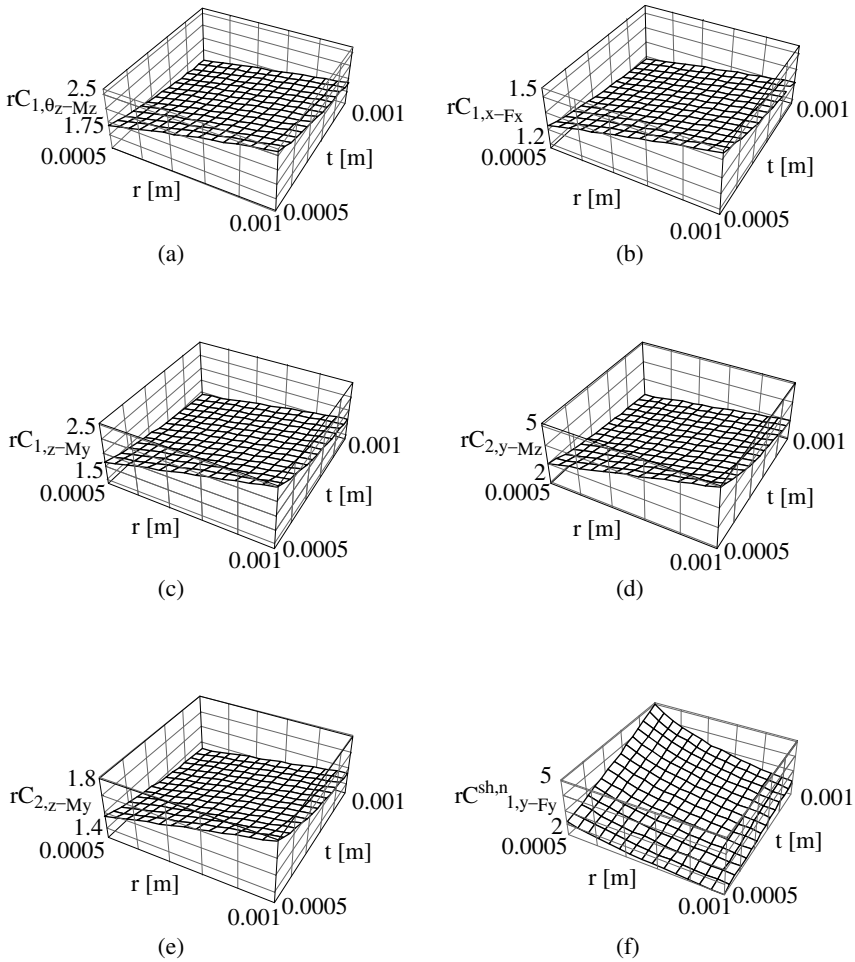 2.5
rC1,θz−Mz
1.75
0.0005
r [m]
0.001
0.0005
t [m]
0.001
(a)
1.5
rC1,x−Fx
1.2
0.0005
r [m]
0.001
0.0005
t [m]
0.001
(b)
2.5
rC1,z−My
1.5
0.0005
r [m]
0.001
0.0005
t [m]
0.001
(c)
5
rC2,y−Mz
2
0.0005
r [m]
0.001
0.0005
t [m]
0.001
(d)
1.8
rC2,z−My
1.4
0.0005
r [m]
0.001
0.0005
t [m]
0.001
(e)
5
rCsh,n1,y−Fy
2
0.0005
r [m]
0.001
0.0005
t [m]
0.001
(f)